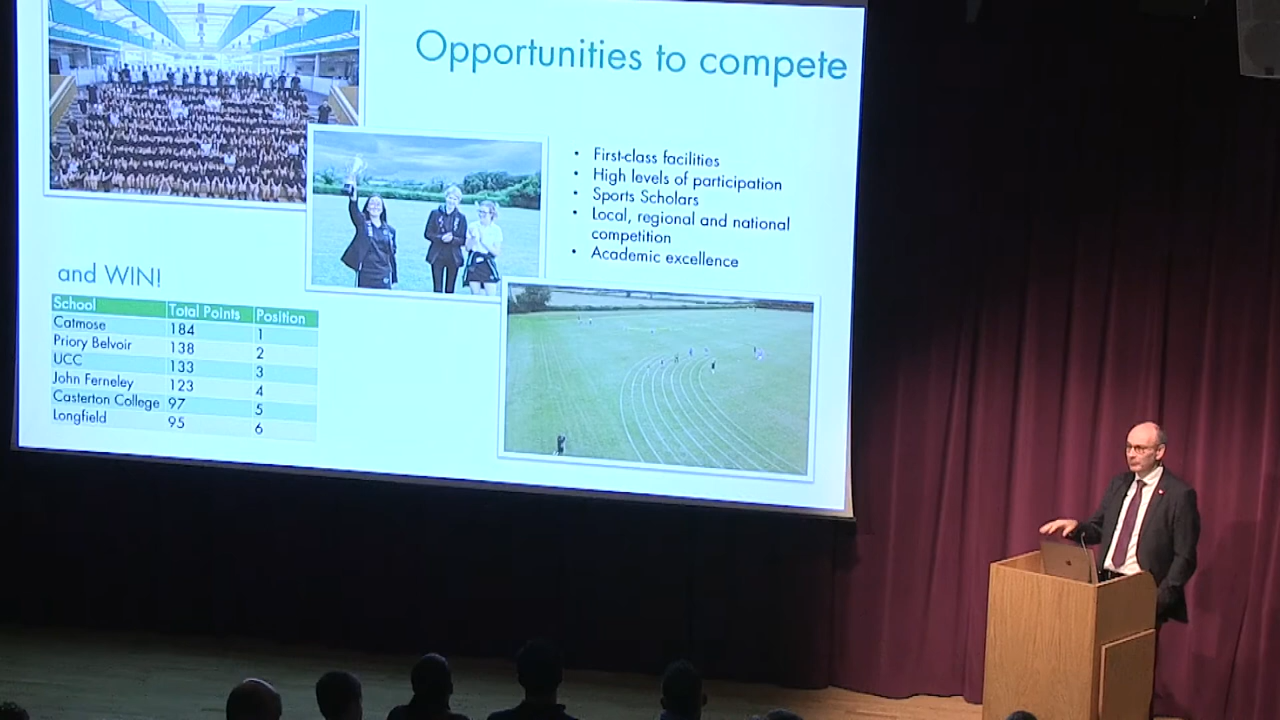 Opportunities to compete
• First-class facilities
• High levels of participation
• Sports Scholars
• Local, regional and national
competition
• Academic excellence
and WIN!
School Total Points Position
Catmose 184 1
Priory Belvoir 138 2
UCC 133 3
John Ferneley 123 4
Casterton College 97 5
Longfield 95 6